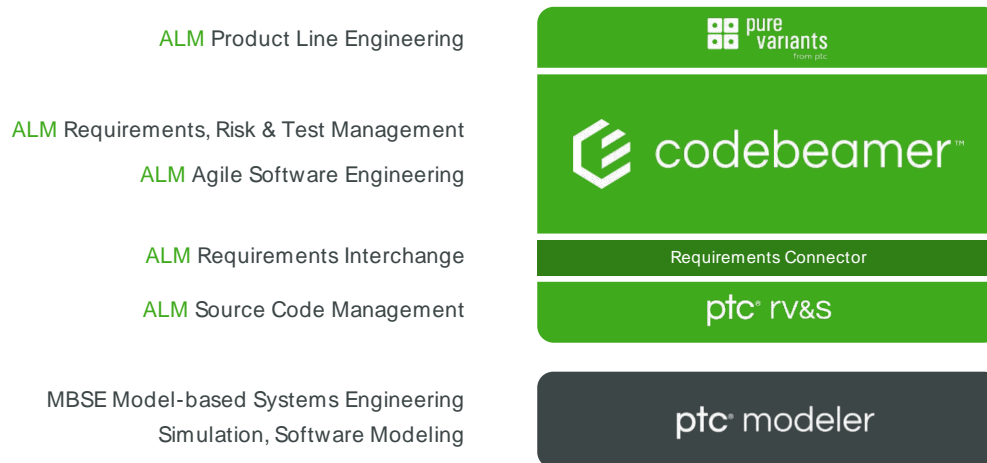 ALM Product Line Engineering
pure
variants
from ptc
ALM Requirements, Risk & Test Management
ALM Agile Software Engineering
codebeamer™
ALM Requirements Interchange
Requirements Connector
ALM Source Code Management
ptc® rv&s
MBSE Model-based Systems Engineering
Simulation, Software Modeling
ptc® modeler